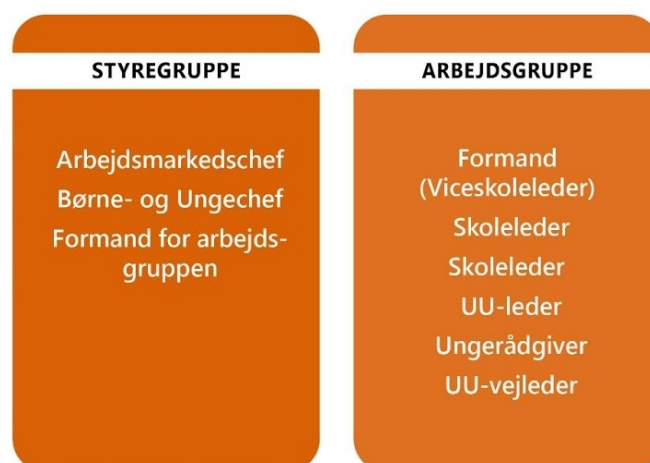 STYREGRUPPE
Arbejdsmarkedschef
Børne- og Ungechef
Formand for arbejds-
gruppen
ARBEJDSGRUPPE
Formand
(Viceskoleleder)
Skoleleder
Skoleleder
UU-leder
Ungerådgiver
UU-vejleder